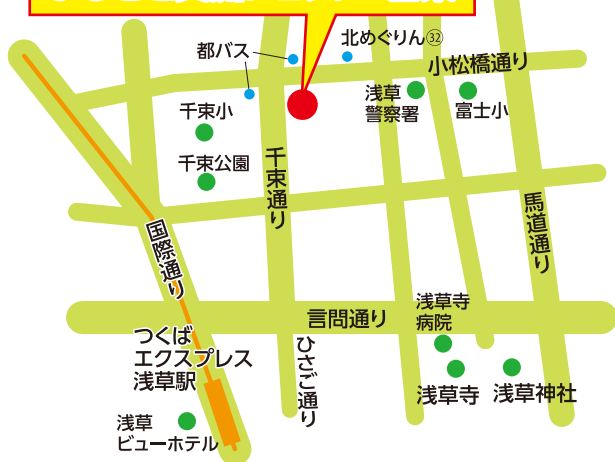 都バス
北めぐりん㉜
小松橋通り
千束小
浅草
警察署
富士小
千束公園
千束通り
馬道通り
国際通り
言問通り
浅草寺
病院
つくば
エクスプレス
浅草駅
ひさご通り
浅草寺
浅草神社
浅草
ビューホテル